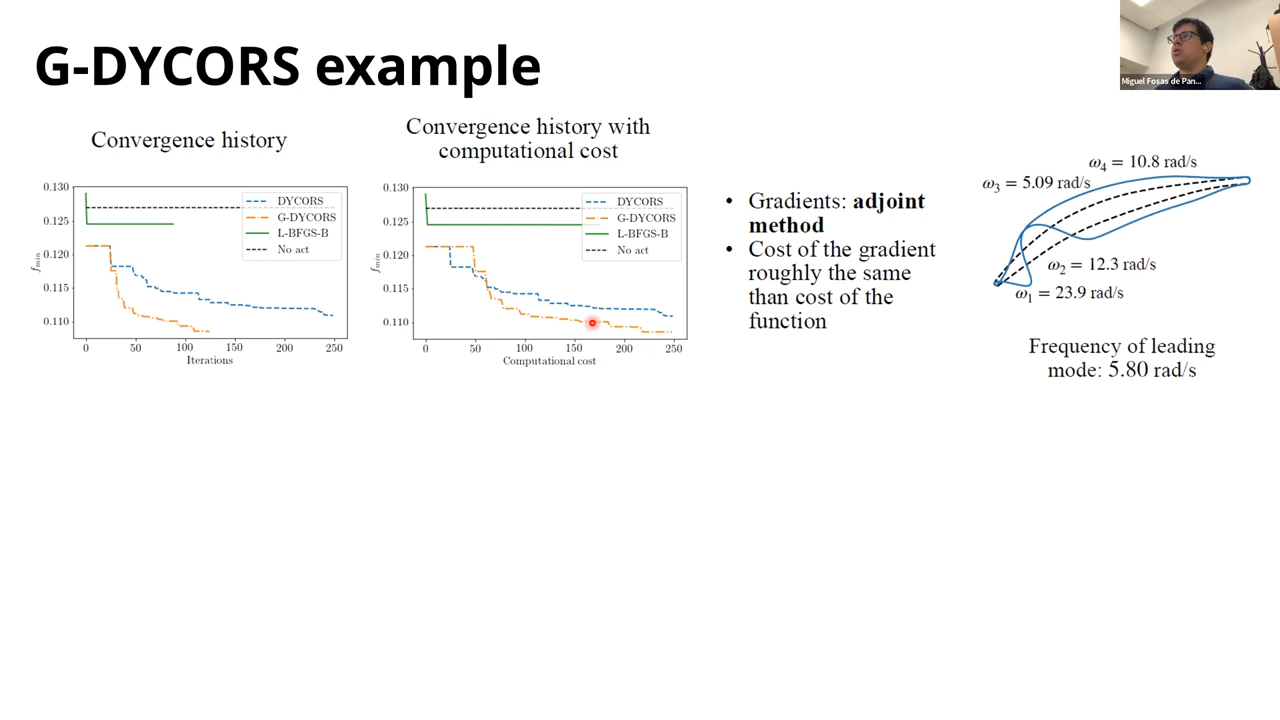 G-DYCORS example
Miguel Fosas de Pan...
Convergence history
0.130
0.125
0.120
0.115
0.110
f_min
0 50 100 150 200 250
Iterations
DYCORS
G-DYCORS
L-BFGS-B
No act
Convergence history with
computational cost
0.130
0.125
0.120
0.115
0.110
f_min
0 50 100 150 200 250
Computational cost
DYCORS
G-DYCORS
L-BFGS-B
No act
• Gradients: adjoint
method
• Cost of the gradient
roughly the same
than cost of the
function
ω₄ = 10.8 rad/s
ω₃ = 5.09 rad/s
ω₂ = 12.3 rad/s
ω₁ = 23.9 rad/s
Frequency of leading
mode: 5.80 rad/s